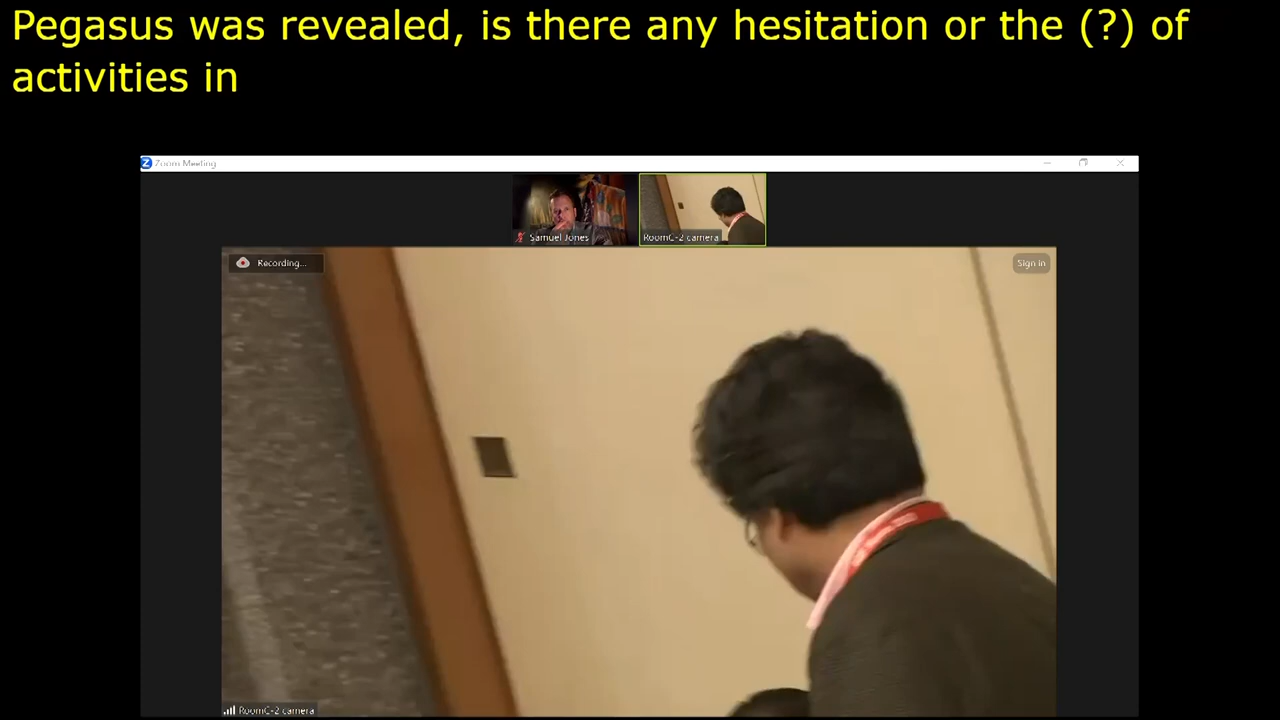 Pegasus was revealed, is there any hesitation or the (?) of
activities in
Zoom Meeting
Samuel Jones
RoomC-2 camera
Recording...
Sign in
RoomC-2 camera